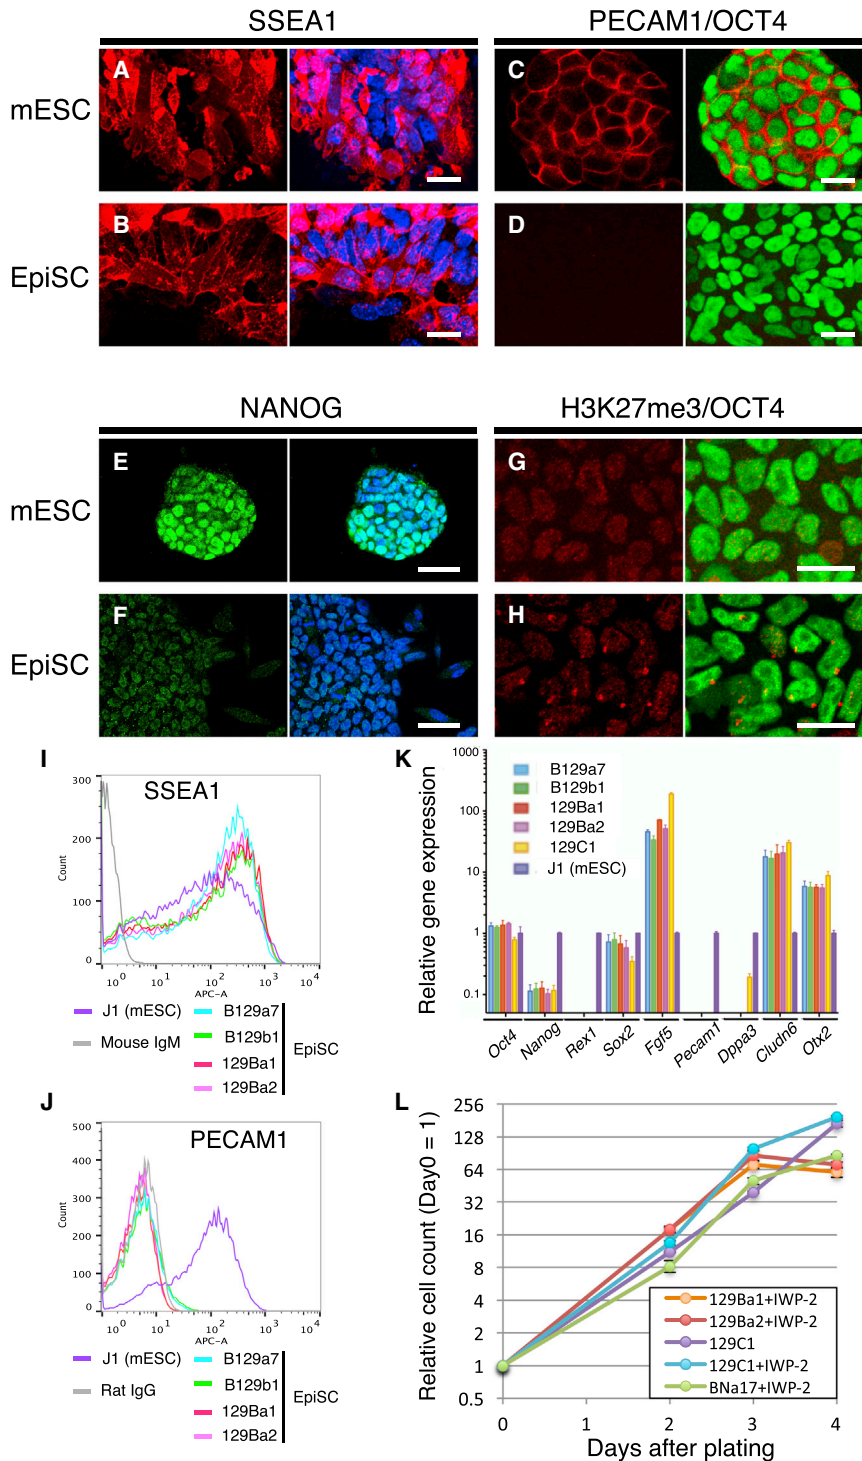 SSEA1
PECAM1/OCT4
mESC
A
C
EpiSC
B
D
NANOG
H3K27me3/OCT4
mESC
E
G
EpiSC
F
H
I
SSEA1
300
200
100
0
Count
10^0 10^1 10^2 10^3 10^4
APC-A
J1 (mESC)
Mouse IgM
B129a7
B129b1
129Ba1
129Ba2
EpiSC
J
PECAM1
500
400
300
200
100
0
Count
10^0 10^1 10^2 10^3 10^4
APC-A
J1 (mESC)
Rat IgG
B129a7
B129b1
129Ba1
129Ba2
EpiSC
K
Relative gene expression
1000
100
10
1
0.1
B129a7
B129b1
129Ba1
129Ba2
129C1
J1 (mESC)
Oct4 Nanog Rex1 Sox2 Fgf5 Pecam1 Dppa3 Cludn6 Otx2
L
Relative cell count (Day0 = 1)
256
128
64
32
16
8
4
2
1
0.5
129Ba1+IWP-2
129Ba2+IWP-2
129C1
129C1+IWP-2
BNa17+IWP-2
0 1 2 3 4
Days after plating